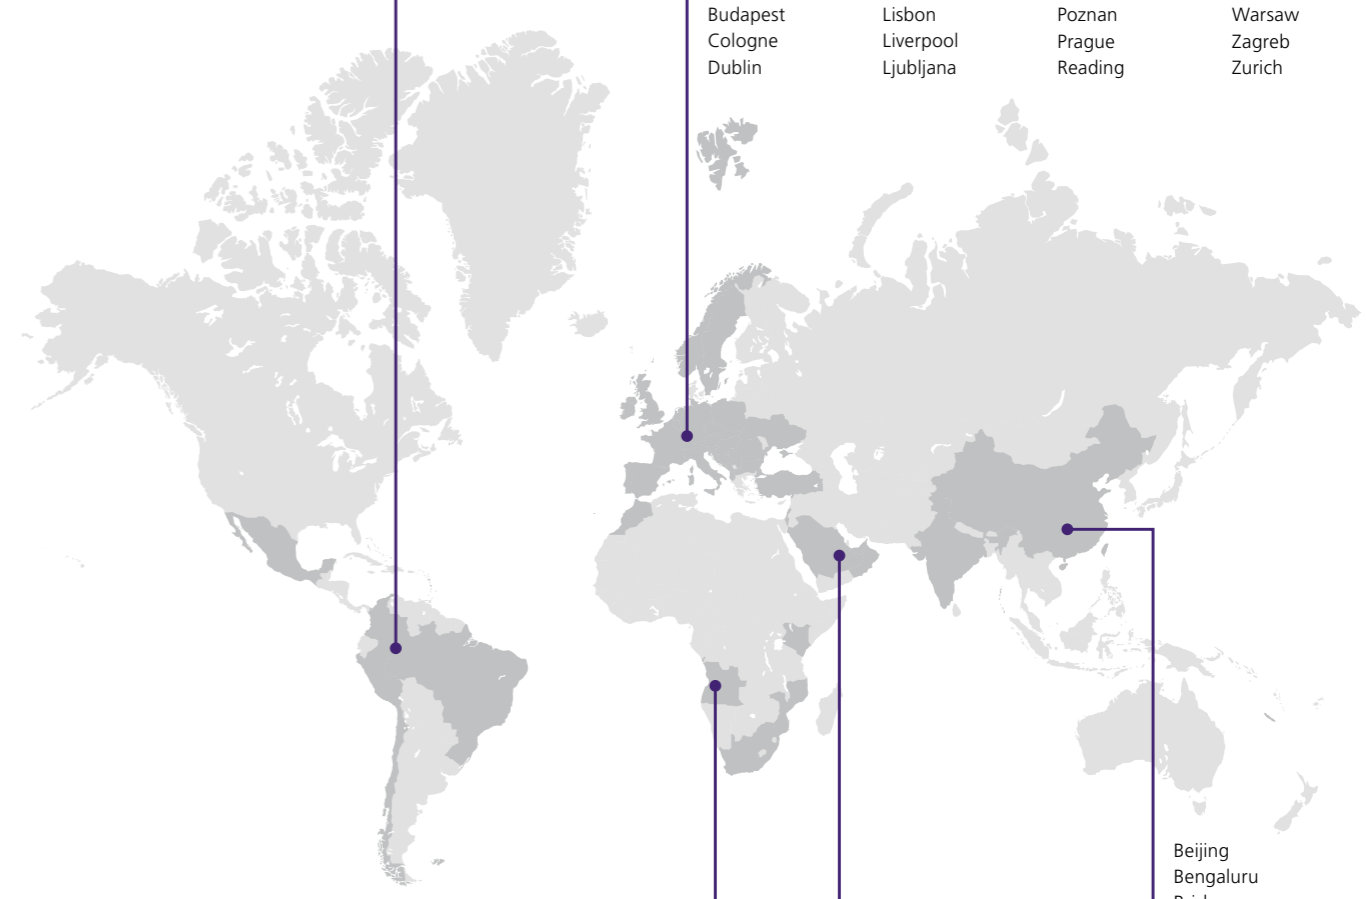 Budapest Lisbon Poznan Warsaw
Cologne Liverpool Prague Zagreb
Dublin Ljubljana Reading Zurich
Beijing
Bengaluru